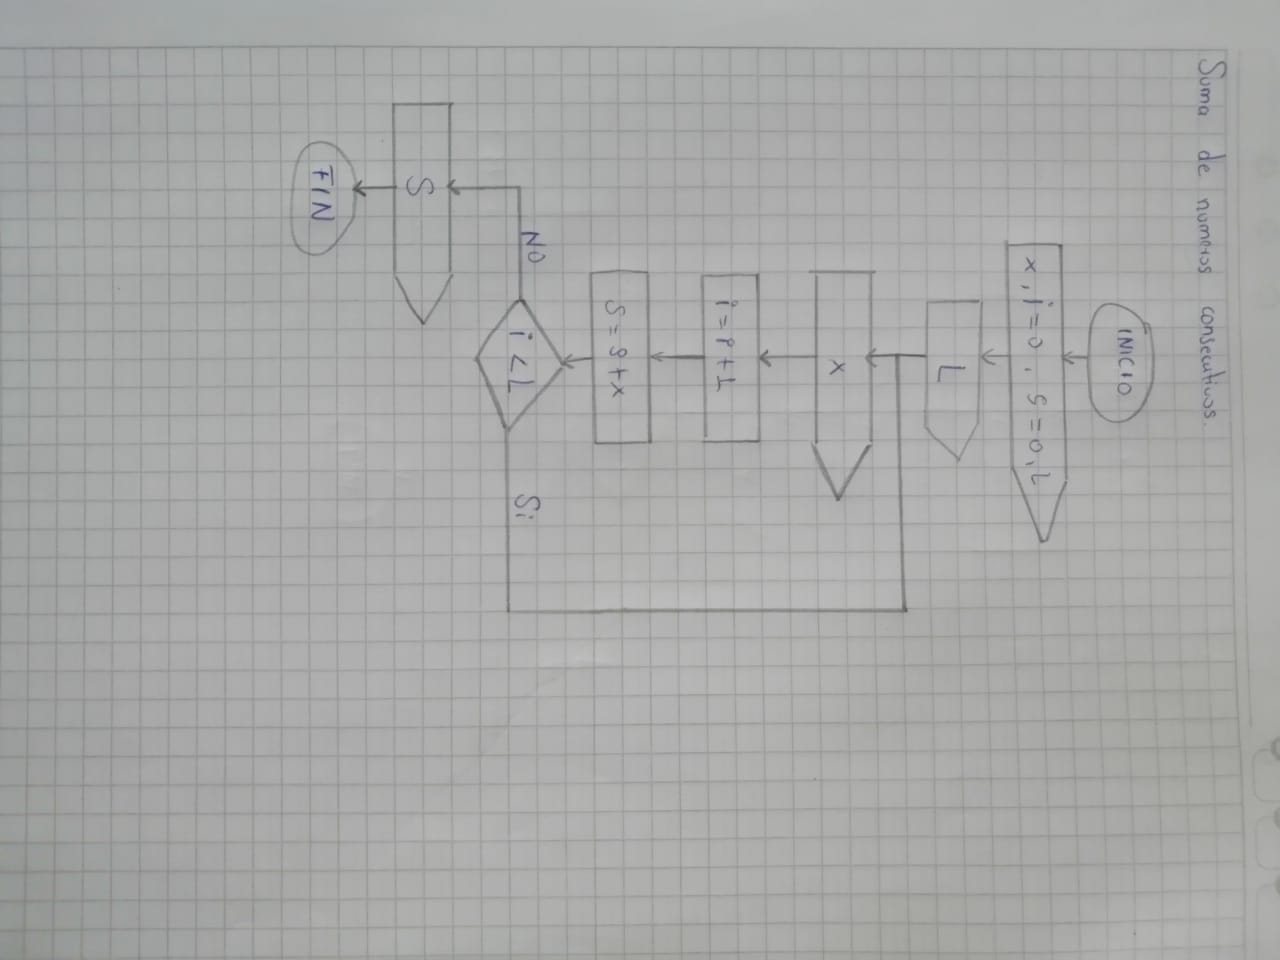 Suma de numeros consecutivos.
INICIO
x, i=0, s=0, L
L
x
i = i+1
S = S+x
i < L
NO
Si
S
FIN